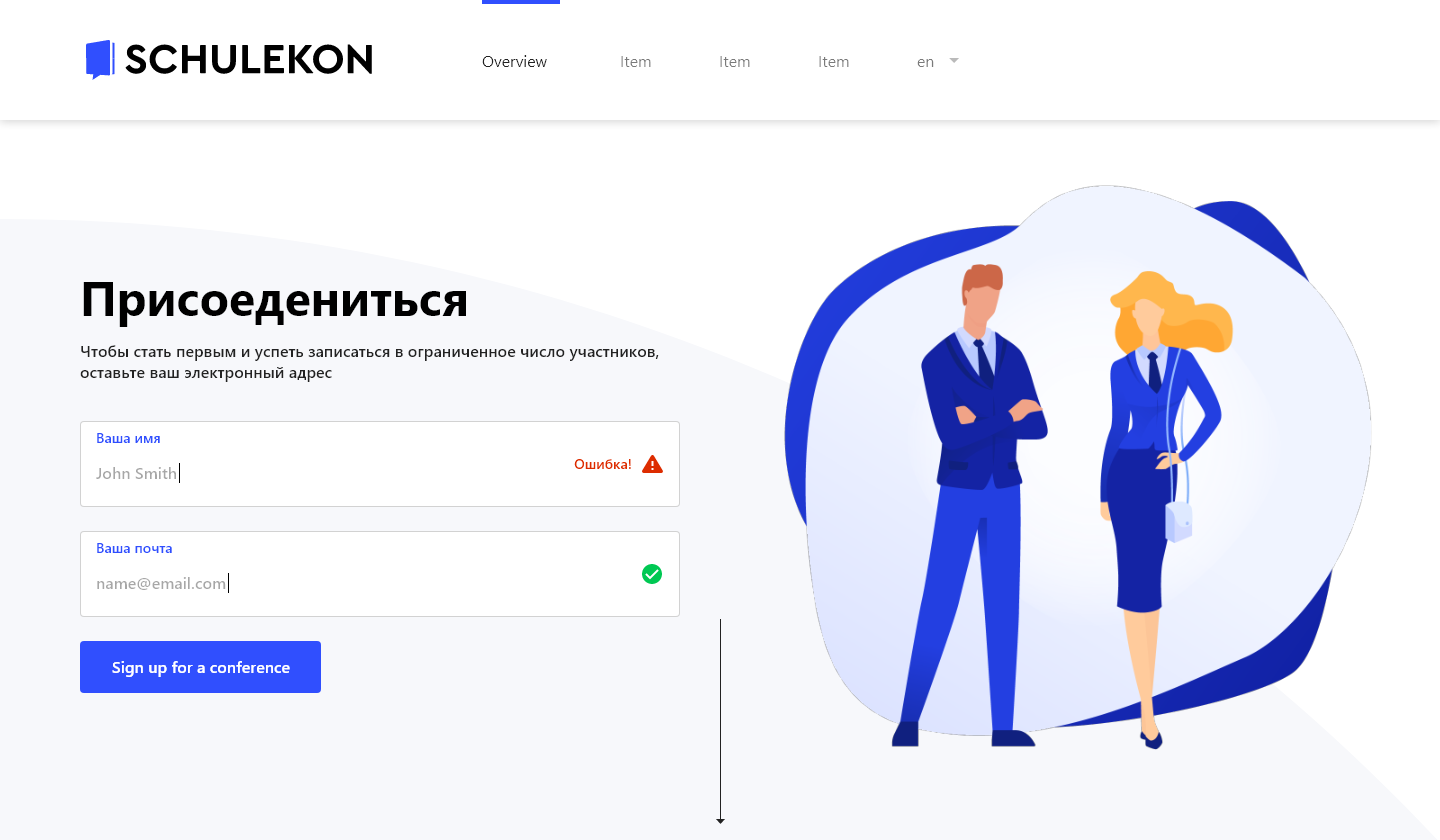 SCHULEKON
Overview Item Item Item en
Присоедениться
Чтобы стать первым и успеть записаться в ограниченное число участников,
оставьте ваш электронный адрес
Ваша имя
John Smith
Ошибка!
Ваша почта
name@email.com
Sign up for a conference